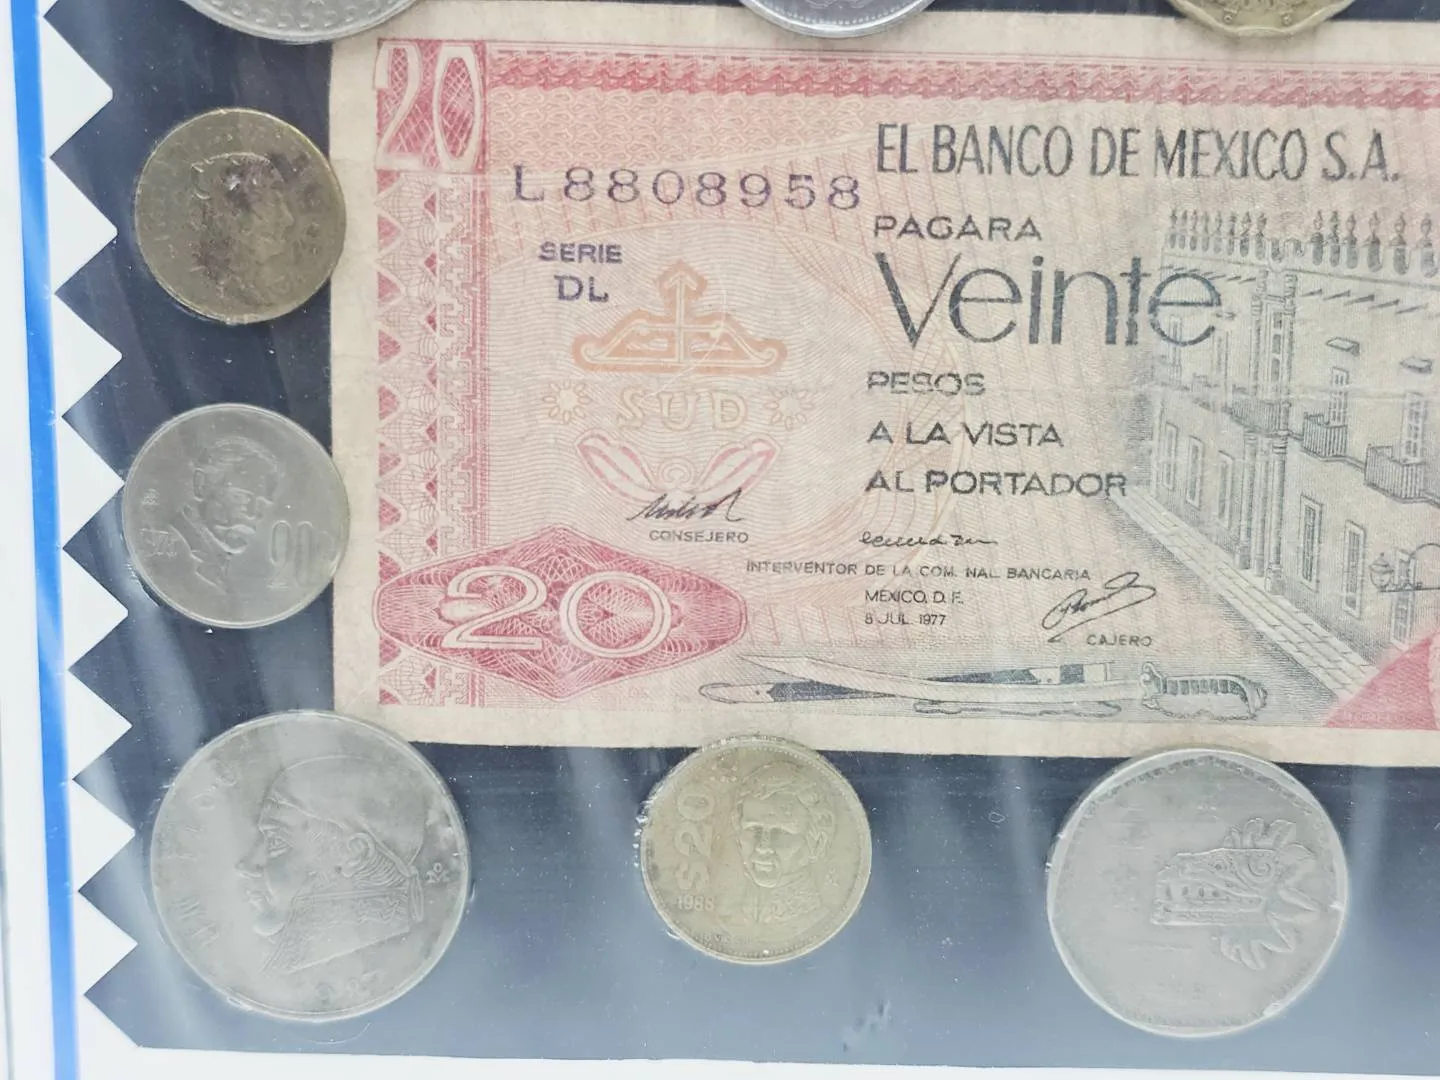 20
EL BANCO DE MEXICO S.A.
L8808958
PAGARA
SERIE
DL
Veinte
PESOS
SUD
A LA VISTA
AL PORTADOR
CONSEJERO
INTERVENTOR DE LA COM. NAL. BANCARIA
MEXICO, D. F.
8 JUL. 1977
CAJERO
20
$20
1988